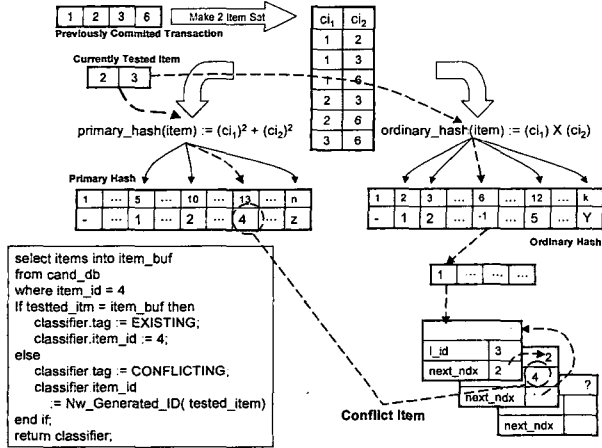 1 2 3 6
Make 2 Item Sat
Previously Commited Transaction
ci1 ci2
1 2
1 3
1 6
2 3
2 6
3 6
Currently Tested Item
2 3
primary_hash(item) := (ci1)2 + (ci2)2
ordinary_hash(item) := (ci1) X (ci2)
Primary Hash
1 ... 5 ... 10 ... 13 ... n
- ... 1 ... 2 ... 4 ... z
1 2 3 ... 6 ... 12 ... k
- 1 2 ... -1 ... 5 ... Y
Ordinary Hash
1 ... ... ...
select items into item_buf
from cand_db
where item_id = 4
If testted_itm = item_buf then
classifier.tag := EXISTING;
classifier.item_id := 4;
else
classifier.tag := CONFLICTING;
classifier item_id
:= Nw_Generated_ID( tested_item)
end if;
return classifier;
I_id 3
next_ndx 2
2
4
next_ndx
?
next_ndx
Conflict Item